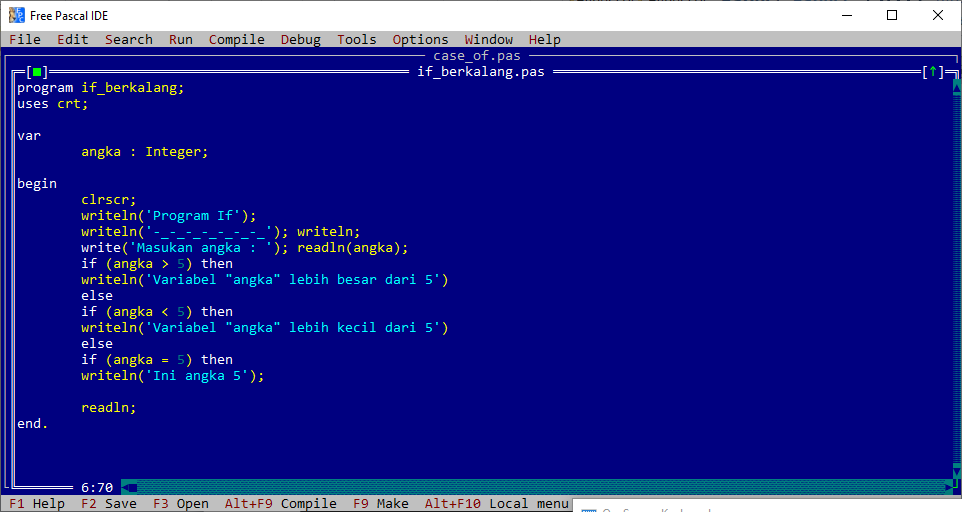 Free Pascal IDE
File Edit Search Run Compile Debug Tools Options Window Help
case_of.pas
[■] if_berkalang.pas [↑]
program if_berkalang;
uses crt;
var
angka : Integer;
begin
clrscr;
writeln('Program If');
writeln('-_-_-_-_-_-_-_'); writeln;
write('Masukan angka : '); readln(angka);
if (angka > 5) then
writeln('Variabel "angka" lebih besar dari 5')
else
if (angka < 5) then
writeln('Variabel "angka" lebih kecil dari 5')
else
if (angka = 5) then
writeln('Ini angka 5');
readln;
end.
6:70
F1 Help F2 Save F3 Open Alt+F9 Compile F9 Make Alt+F10 Local menu